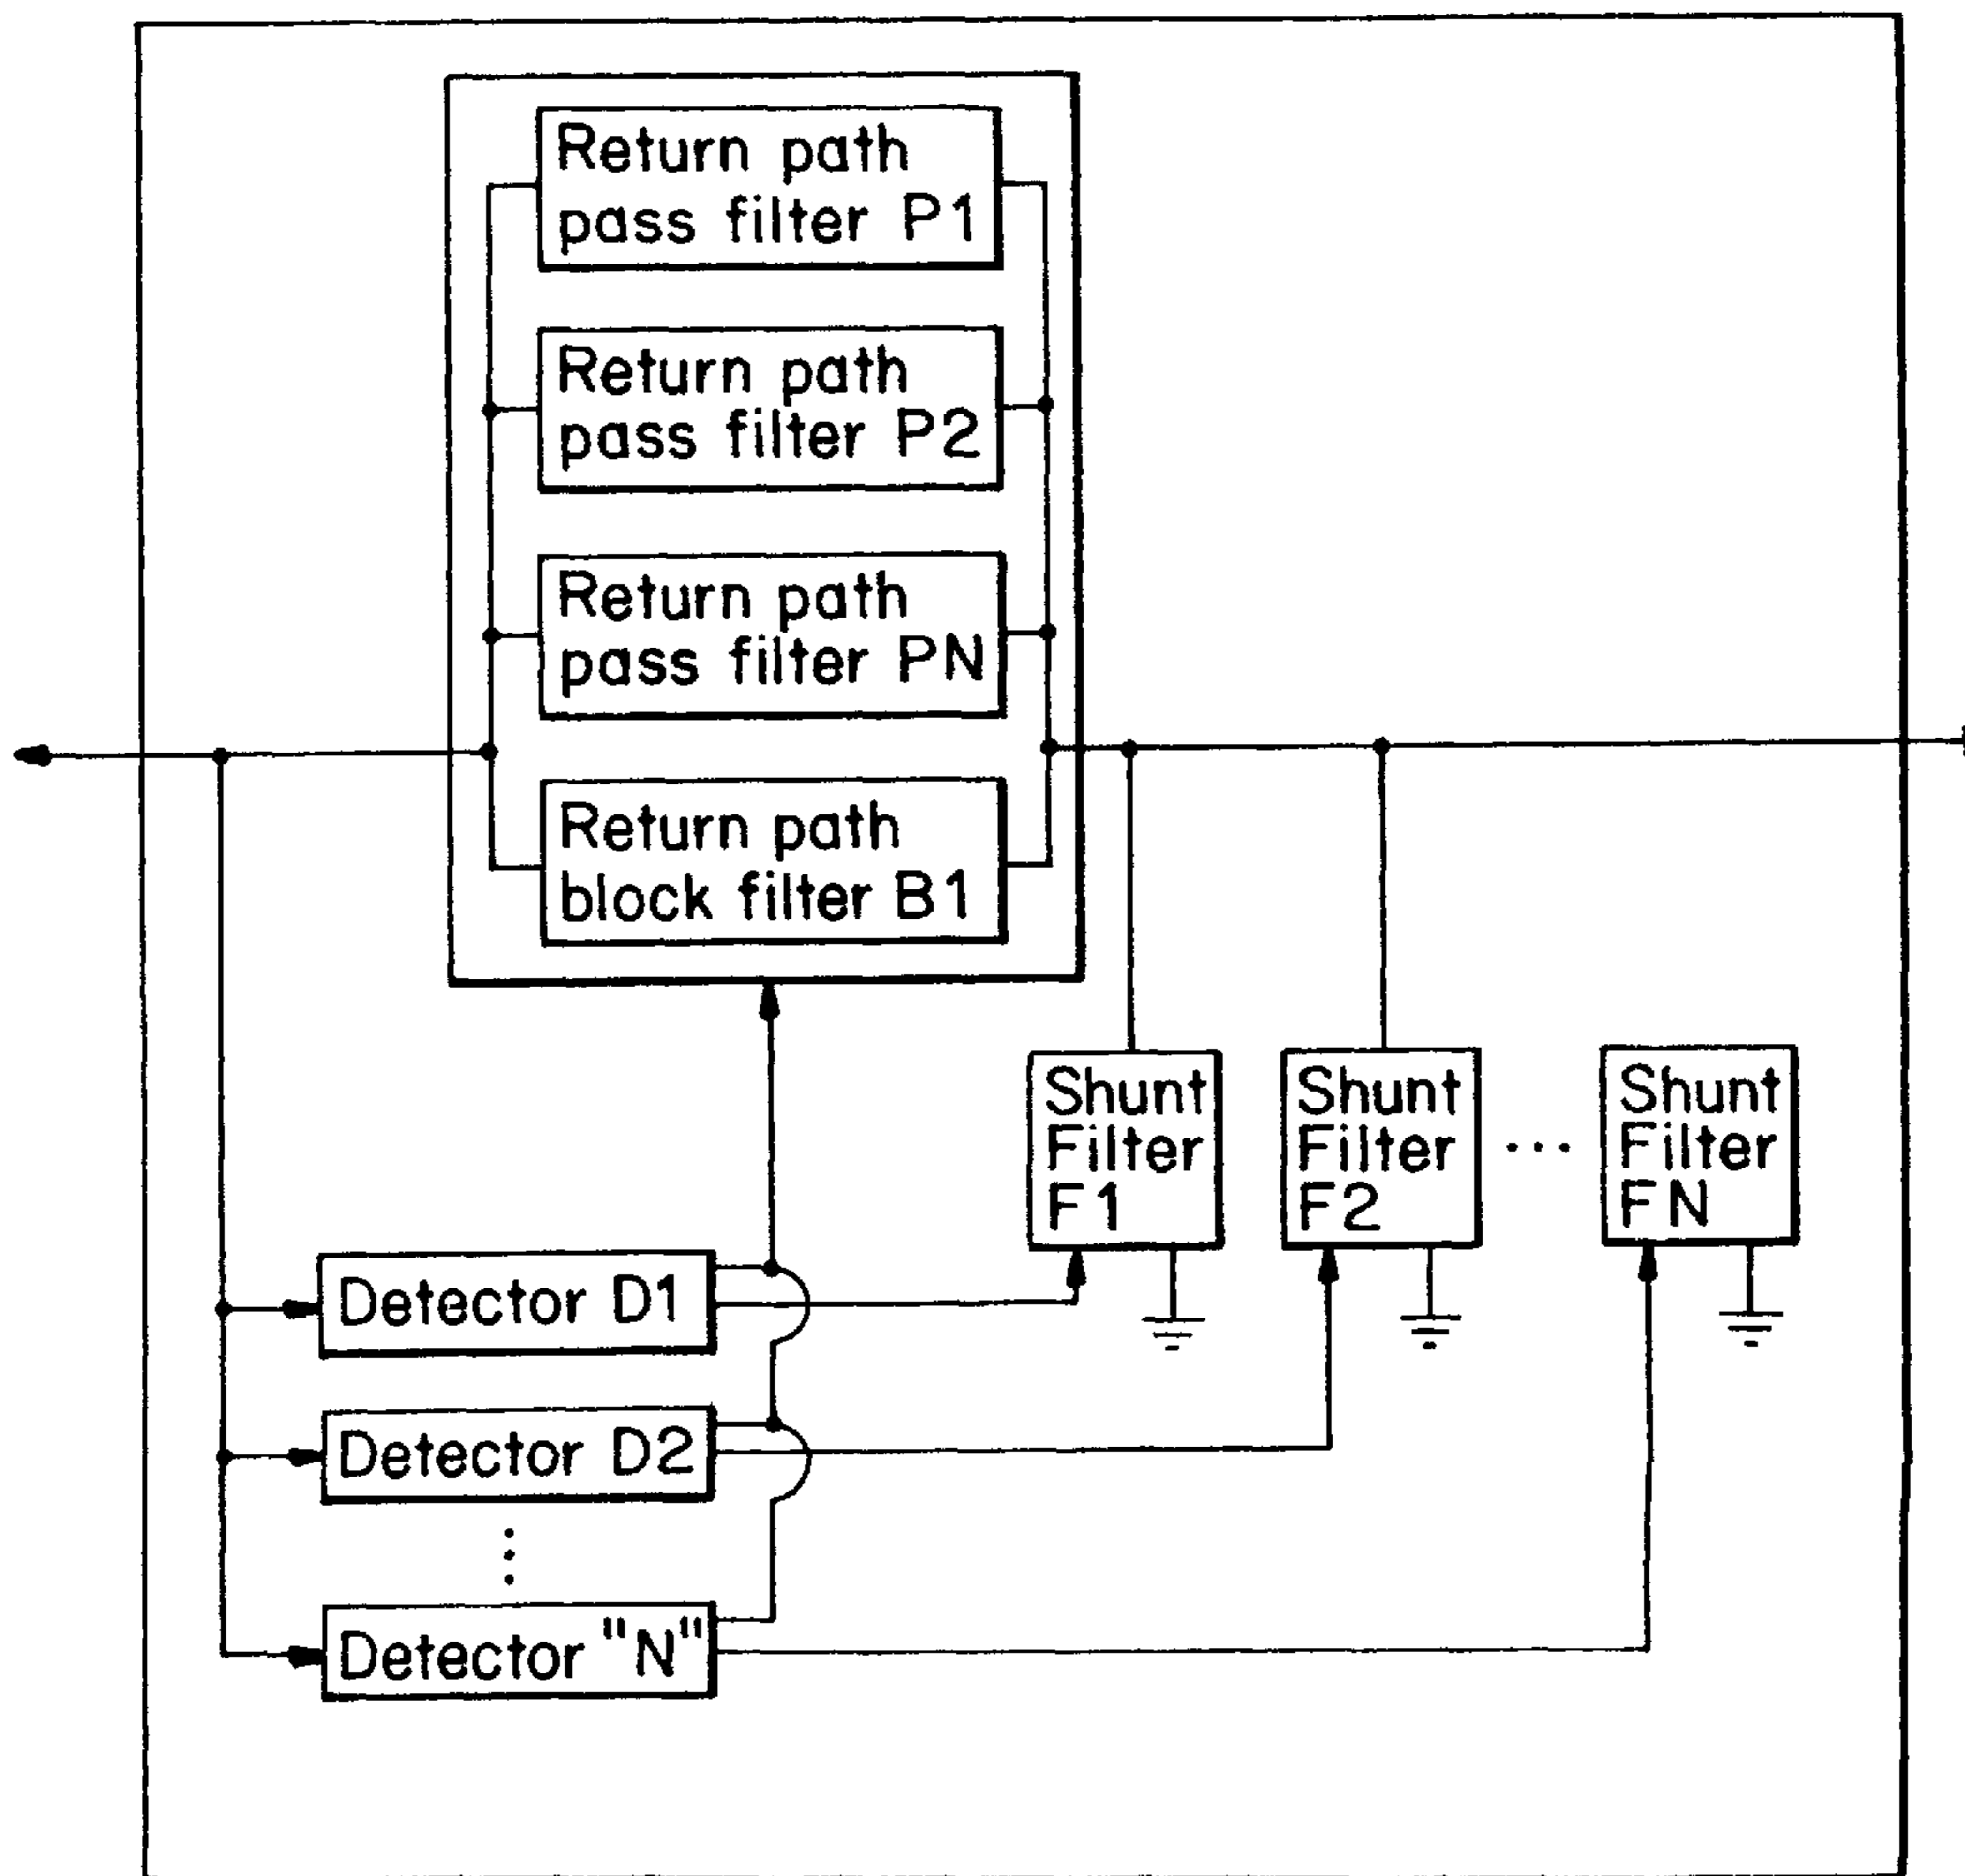 Return path
pass filter P1
Return path
pass filter P2
Return path
pass filter PN
Return path
block filter B1
Shunt
Filter
F1
Shunt
Filter
F2
...
Shunt
Filter
FN
Detector D1
Detector D2
Detector "N"